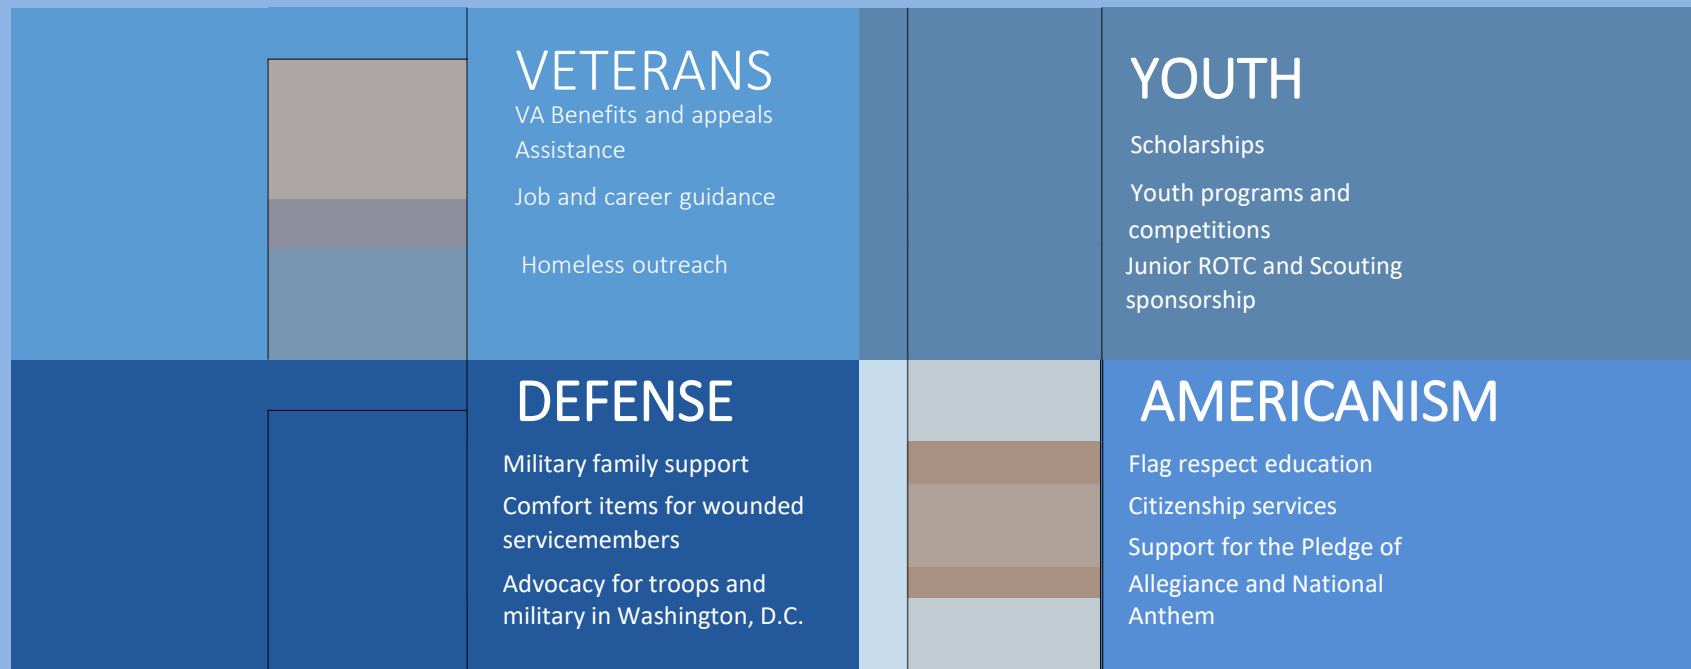 VETERANS
VA Benefits and appeals
Assistance
Job and career guidance
Homeless outreach
YOUTH
Scholarships
Youth programs and
competitions
Junior ROTC and Scouting
sponsorship
DEFENSE
Military family support
Comfort items for wounded
servicemembers
Advocacy for troops and
military in Washington, D.C.
AMERICANISM
Flag respect education
Citizenship services
Support for the Pledge of
Allegiance and National
Anthem